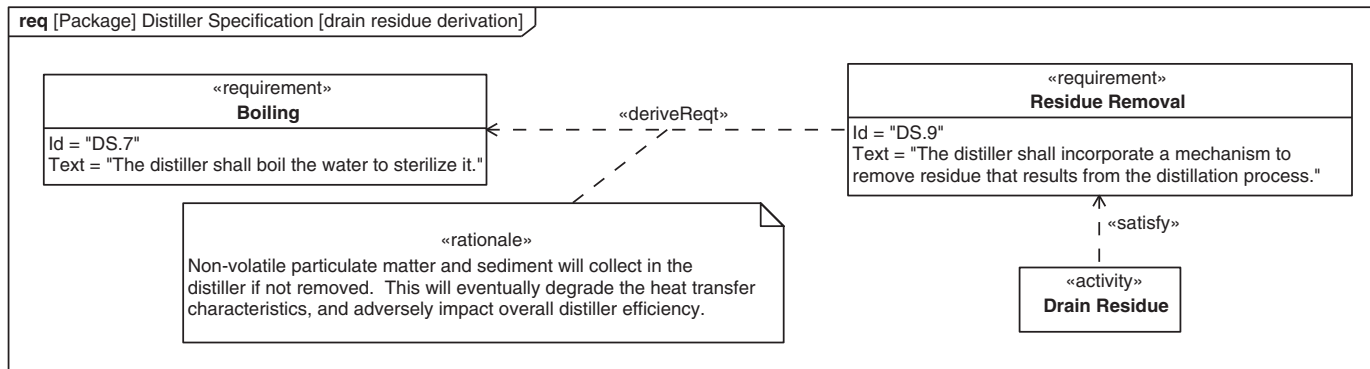 req [Package] Distiller Specification [drain residue derivation]
«requirement»
Boiling
Id = "DS.7"
Text = "The distiller shall boil the water to sterilize it."
«deriveReqt»
«requirement»
Residue Removal
Id = "DS.9"
Text = "The distiller shall incorporate a mechanism to
remove residue that results from the distillation process."
«rationale»
Non-volatile particulate matter and sediment will collect in the
distiller if not removed.  This will eventually degrade the heat transfer
characteristics, and adversely impact overall distiller efficiency.
«satisfy»
«activity»
Drain Residue